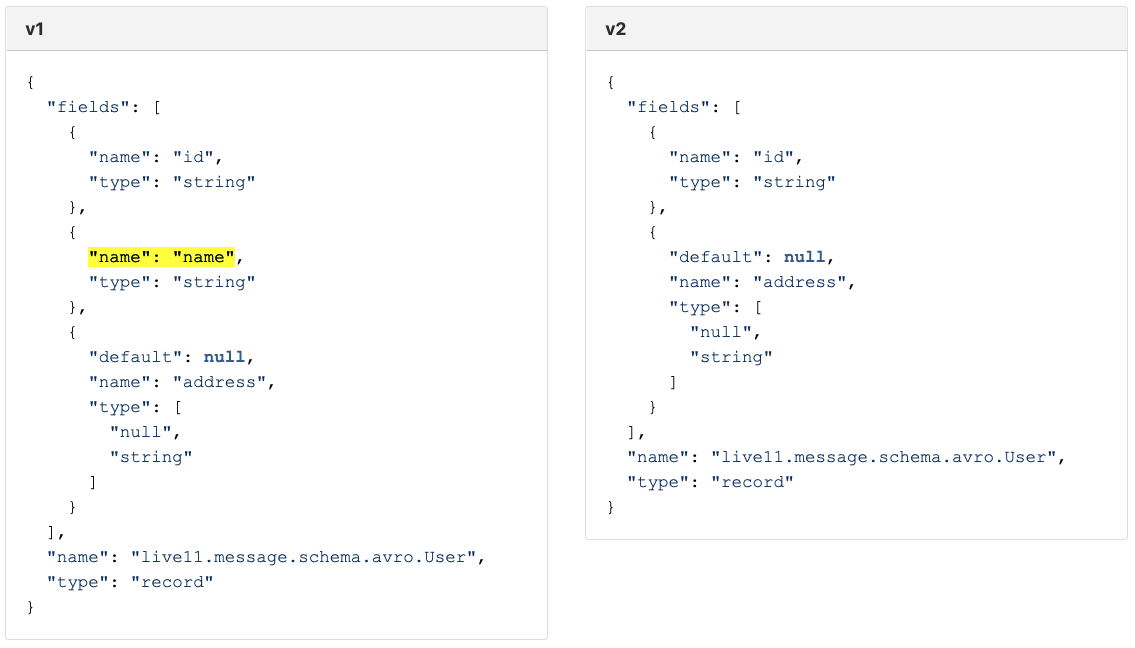 v1
{
  "fields": [
    {
      "name": "id",
      "type": "string"
    },
    {
      "name": "name",
      "type": "string"
    },
    {
      "default": null,
      "name": "address",
      "type": [
        "null",
        "string"
      ]
    }
  ],
  "name": "live11.message.schema.avro.User",
  "type": "record"
}
v2
{
  "fields": [
    {
      "name": "id",
      "type": "string"
    },
    {
      "default": null,
      "name": "address",
      "type": [
        "null",
        "string"
      ]
    }
  ],
  "name": "live11.message.schema.avro.User",
  "type": "record"
}